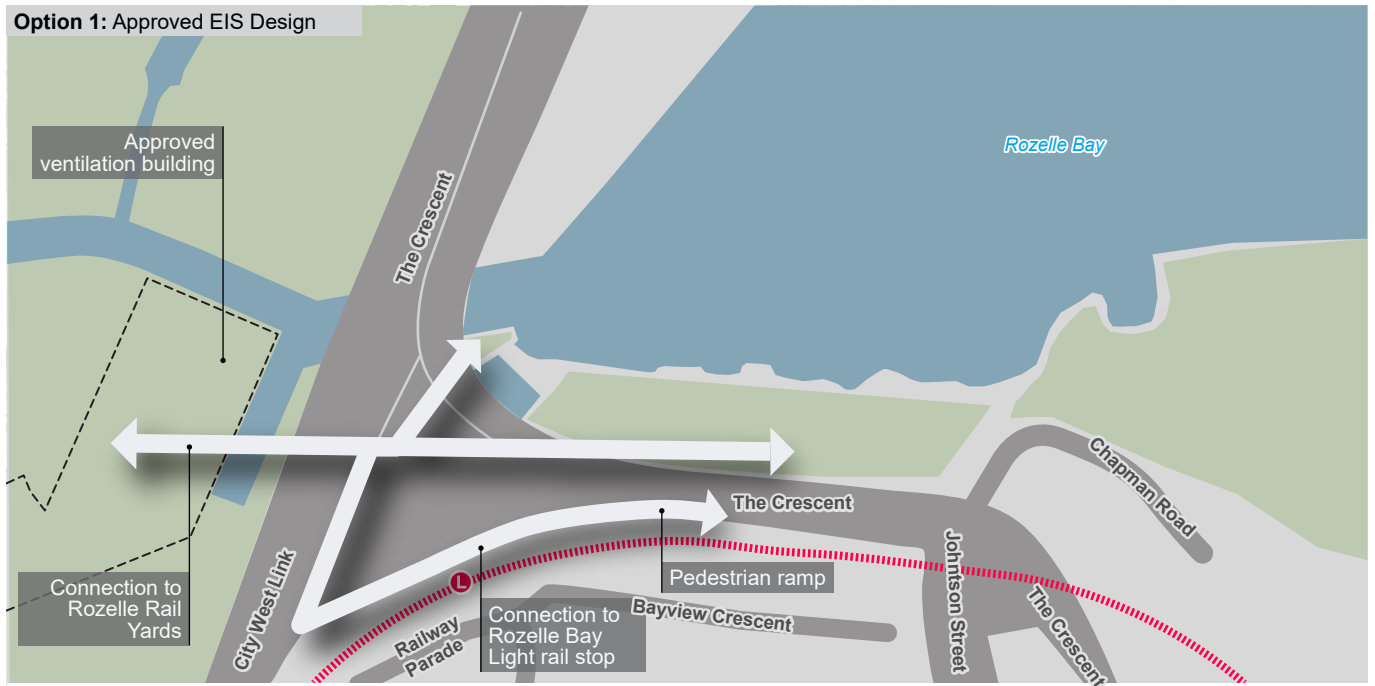 Option 1: Approved EIS Design
Approved
ventilation building
Rozelle Bay
The Crescent
The Crescent
Chapman Road
Pedestrian ramp
Connection to
Rozelle Rail
Yards
City West Link
L
Connection to
Rozelle Bay
Light rail stop
Railway
Parade
Bayview Crescent
Johntson Street
The Crescent